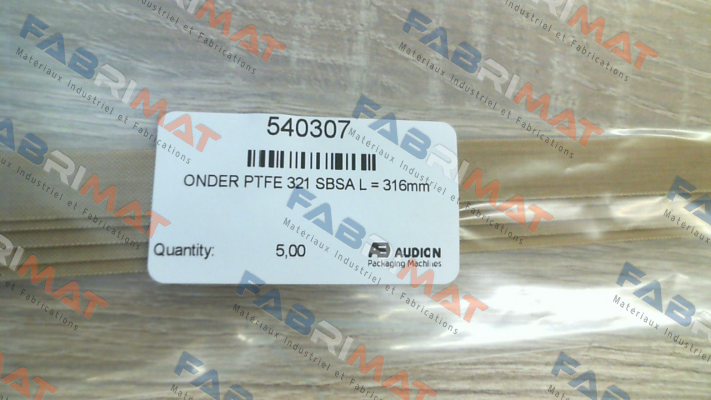 540307
ONDER PTFE 321 SBSA L = 316mm
Quantity: 5,00
AUDION
Packaging Machines
FABRIMAT
Materiaux Industriel et Fabrications